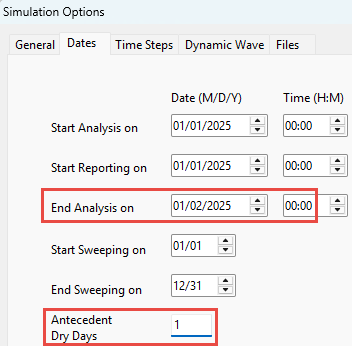 Simulation Options
General Dates Time Steps Dynamic Wave Files
Date (M/D/Y) Time (H:M)
Start Analysis on 01/01/2025 00:00
Start Reporting on 01/01/2025 00:00
End Analysis on 01/02/2025 00:00
Start Sweeping on 01/01
End Sweeping on 12/31
Antecedent 1
Dry Days